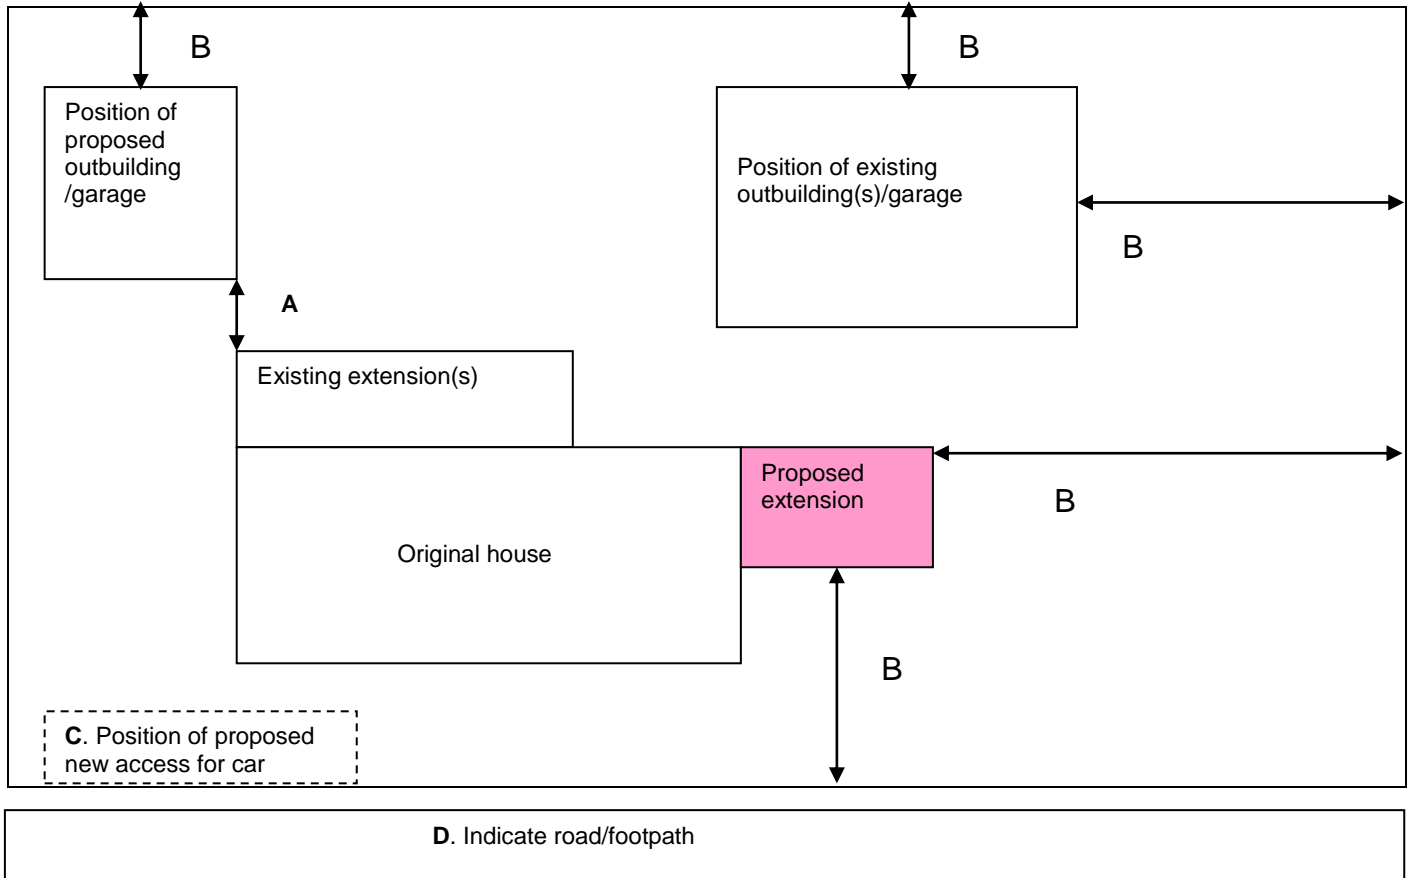 B
B
Position of
proposed
outbuilding
/garage
Position of existing
outbuilding(s)/garage
B
A
Existing extension(s)
Proposed
extension
B
Original house
B
C. Position of proposed
new access for car
D. Indicate road/footpath